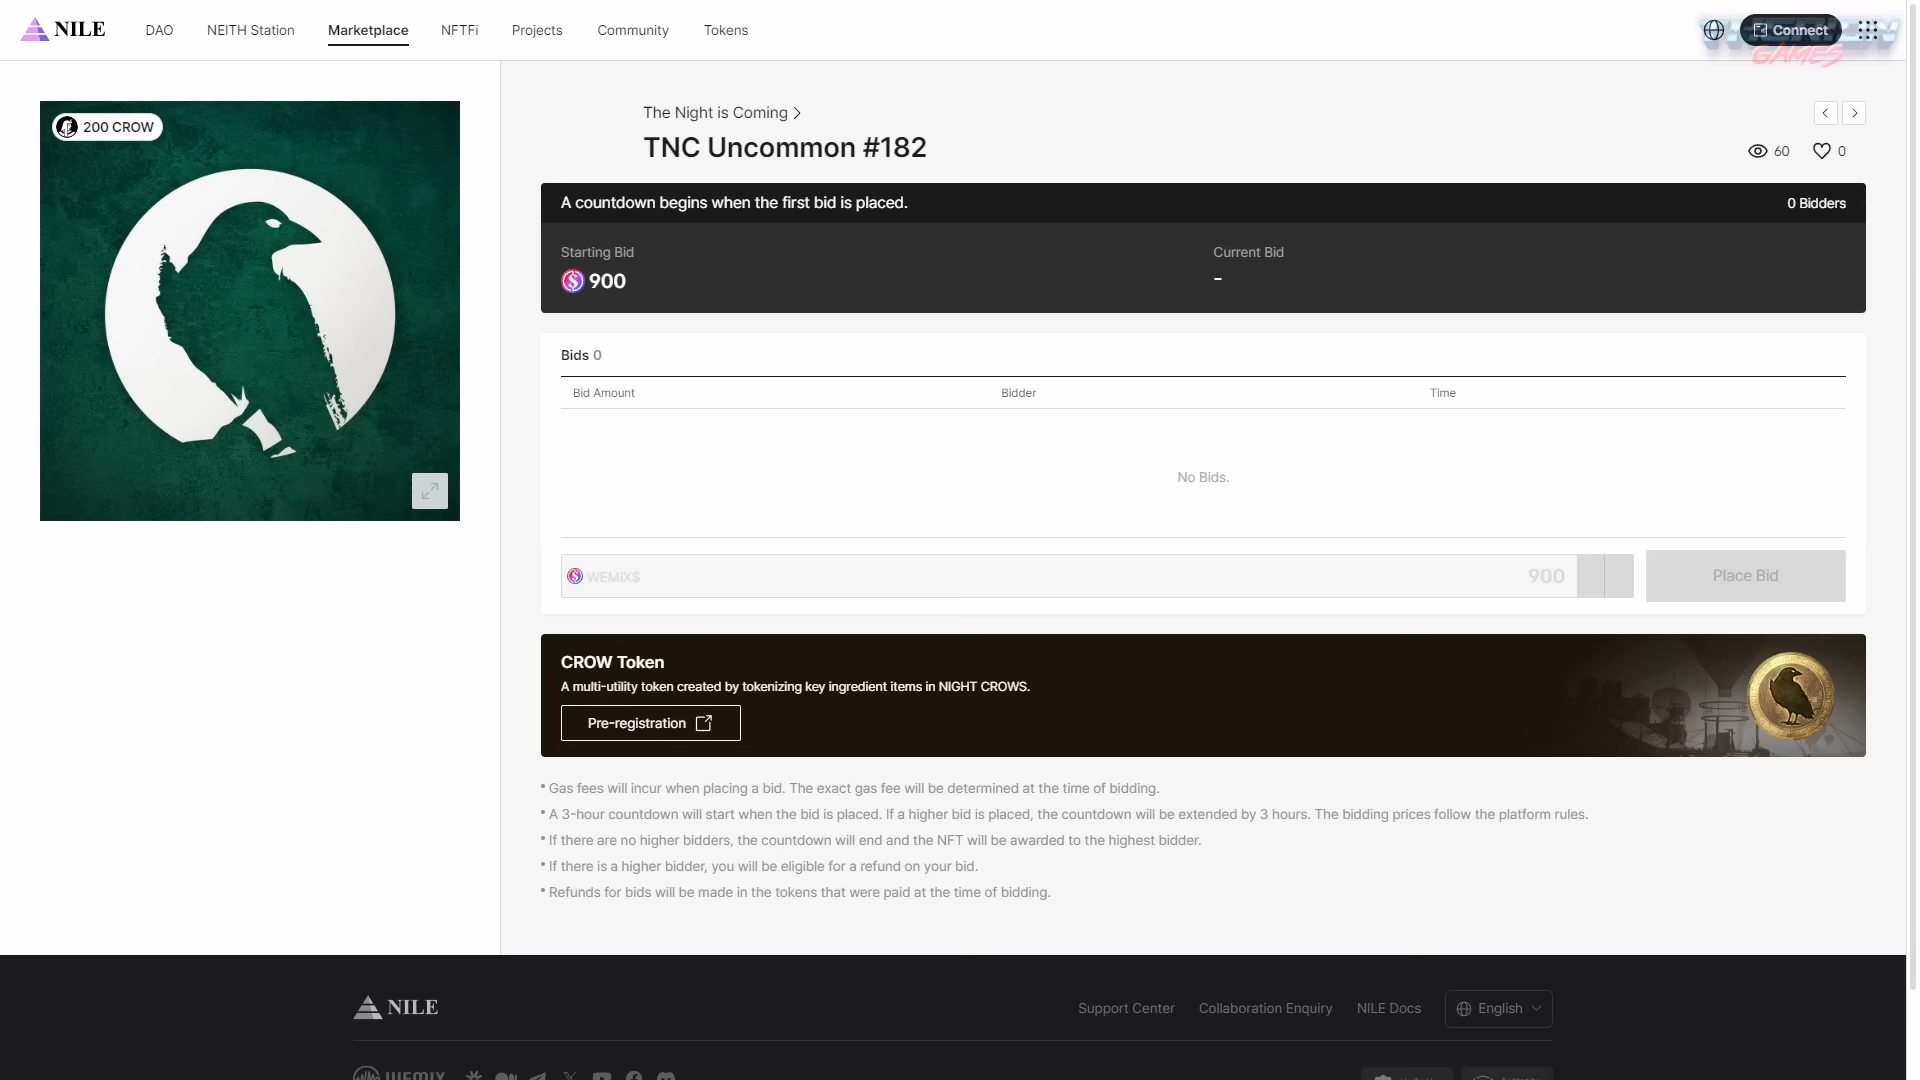 NILE
DAO
NEITH Station
Marketplace
NFTFi
Projects
Community
Tokens
Connect
GAMES
200 CROW
The Night is Coming
TNC Uncommon #182
60
0
A countdown begins when the first bid is placed.
0 Bidders
Starting Bid
Current Bid
900
-
Bids 0
Bid Amount
Bidder
Time
No Bids.
WEMIX$
900
Place Bid
CROW Token
A multi-utility token created by tokenizing key ingredient items in NIGHT CROWS.
Pre-registration
* Gas fees will incur when placing a bid. The exact gas fee will be determined at the time of bidding.
* A 3-hour countdown will start when the bid is placed. If a higher bid is placed, the countdown will be extended by 3 hours. The bidding prices follow the platform rules.
* If there are no higher bidders, the countdown will end and the NFT will be awarded to the highest bidder.
* If there is a higher bidder, you will be eligible for a refund on your bid.
* Refunds for bids will be made in the tokens that were paid at the time of bidding.
NILE
Support Center
Collaboration Enquiry
NILE Docs
English
WEMIX